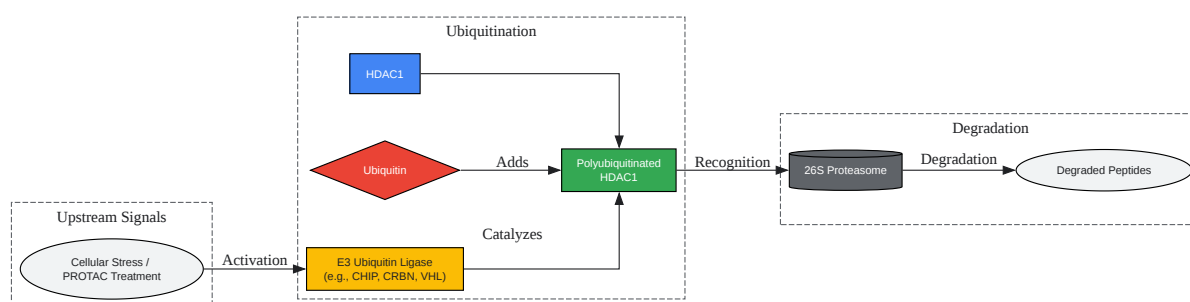 Ubiquitination
HDAC1
Ubiquitin
Adds
Polyubiquitinated
HDAC1
Recognition
Degradation
26S Proteasome
Degradation
Degraded Peptides
Upstream Signals
Cellular Stress /
PROTAC Treatment
Activation
E3 Ubiquitin Ligase
(e.g., CHIP, CRBN, VHL)
Catalyzes